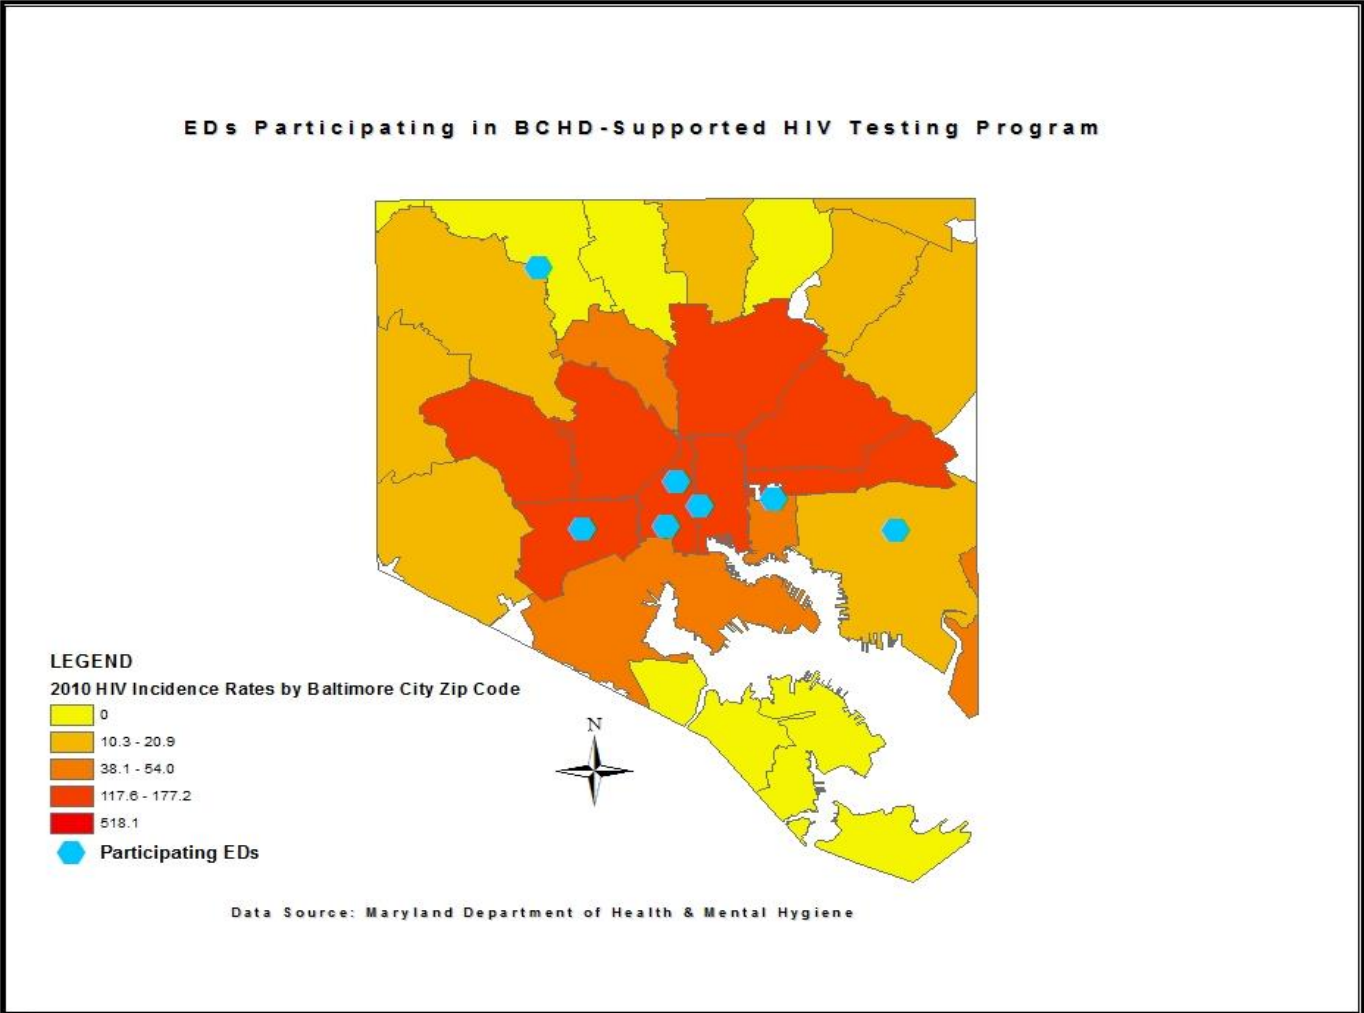 EDs Participating in BCHD-Supported HIV Testing Program
LEGEND
2010 HIV Incidence Rates by Baltimore City Zip Code
0
10.3 - 20.9
38.1 - 54.0
117.6 - 177.2
518.1
Participating EDs
N
Data Source: Maryland Department of Health & Mental Hygiene